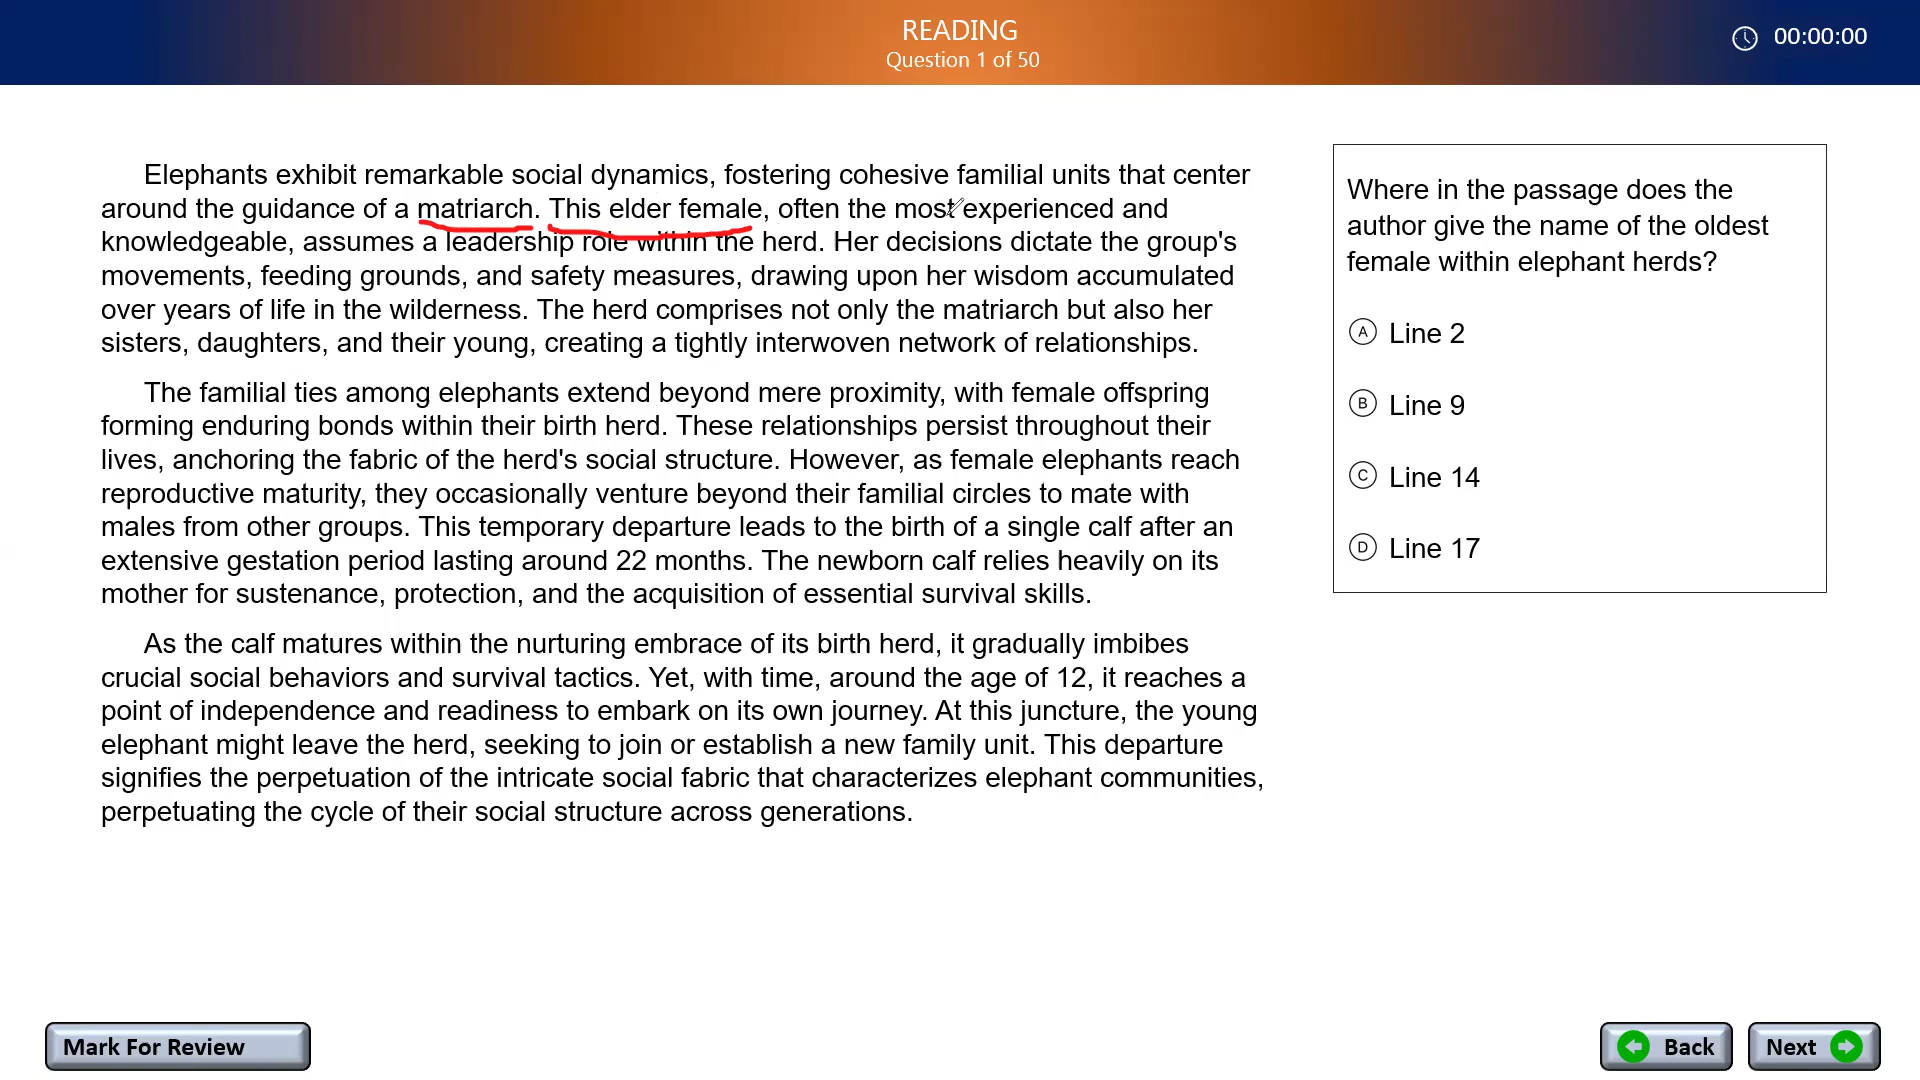 READING
Question 1 of 50
00:00:00
Elephants exhibit remarkable social dynamics, fostering cohesive familial units that center
around the guidance of a matriarch. This elder female, often the most experienced and
knowledgeable, assumes a leadership role within the herd. Her decisions dictate the group's
movements, feeding grounds, and safety measures, drawing upon her wisdom accumulated
over years of life in the wilderness. The herd comprises not only the matriarch but also her
sisters, daughters, and their young, creating a tightly interwoven network of relationships.
The familial ties among elephants extend beyond mere proximity, with female offspring
forming enduring bonds within their birth herd. These relationships persist throughout their
lives, anchoring the fabric of the herd's social structure. However, as female elephants reach
reproductive maturity, they occasionally venture beyond their familial circles to mate with
males from other groups. This temporary departure leads to the birth of a single calf after an
extensive gestation period lasting around 22 months. The newborn calf relies heavily on its
mother for sustenance, protection, and the acquisition of essential survival skills.
As the calf matures within the nurturing embrace of its birth herd, it gradually imbibes
crucial social behaviors and survival tactics. Yet, with time, around the age of 12, it reaches a
point of independence and readiness to embark on its own journey. At this juncture, the young
elephant might leave the herd, seeking to join or establish a new family unit. This departure
signifies the perpetuation of the intricate social fabric that characterizes elephant communities,
perpetuating the cycle of their social structure across generations.
Where in the passage does the
author give the name of the oldest
female within elephant herds?
A Line 2
B Line 9
C Line 14
D Line 17
Mark For Review
Back
Next